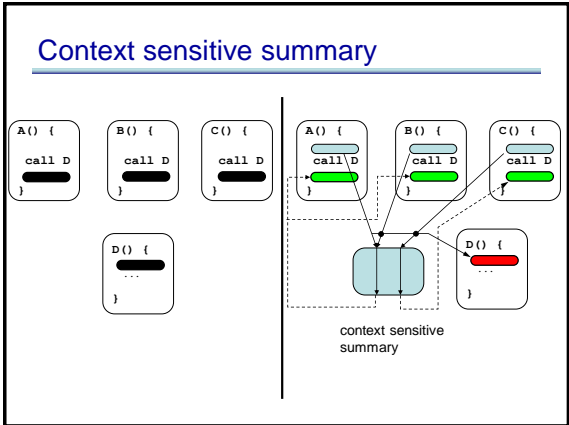 Context sensitive summary
A() {
call D
}
B() {
call D
}
C() {
call D
}
D() {
...
}
A() {
call D
}
B() {
call D
}
C() {
call D
}
D() {
...
}
context sensitive
summary